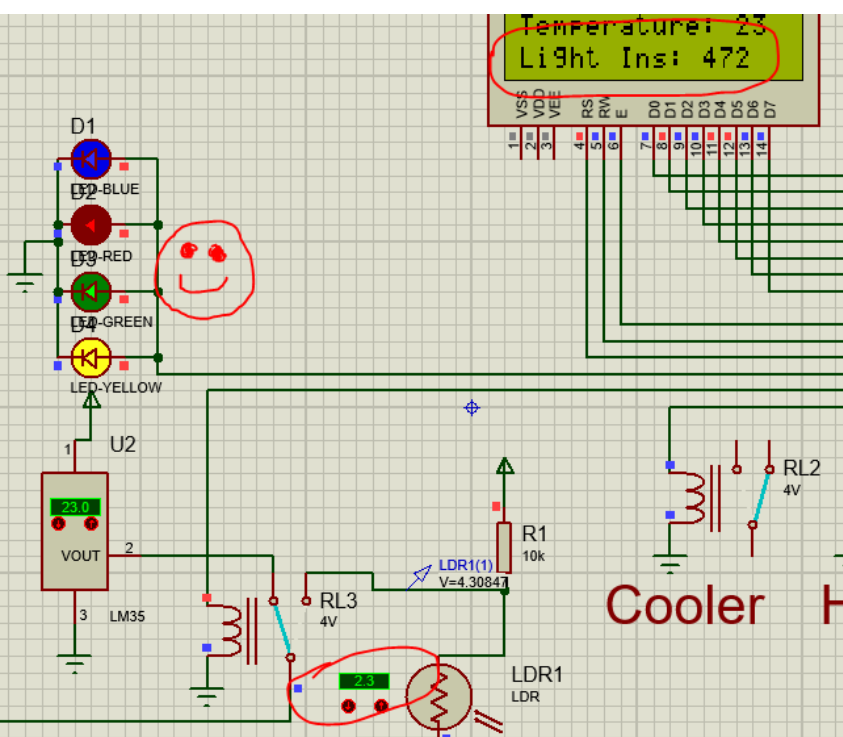 Temperature: 23
Light Ins: 472
VSS
VDD
VEE
RS
RW
E
D0
D1
D2
D3
D4
D5
D6
D7
1
2
3
4
5
6
7
8
9
10
11
12
13
14
D1
LED-BLUE
D2
LED-RED
D3
LED-GREEN
D4
LED-YELLOW
1
U2
23.0
VOUT
2
3
LM35
RL3
4V
LDR1(1)
V=4.30847
R1
10k
2.3
LDR1
LDR
RL2
4V
Cooler
H